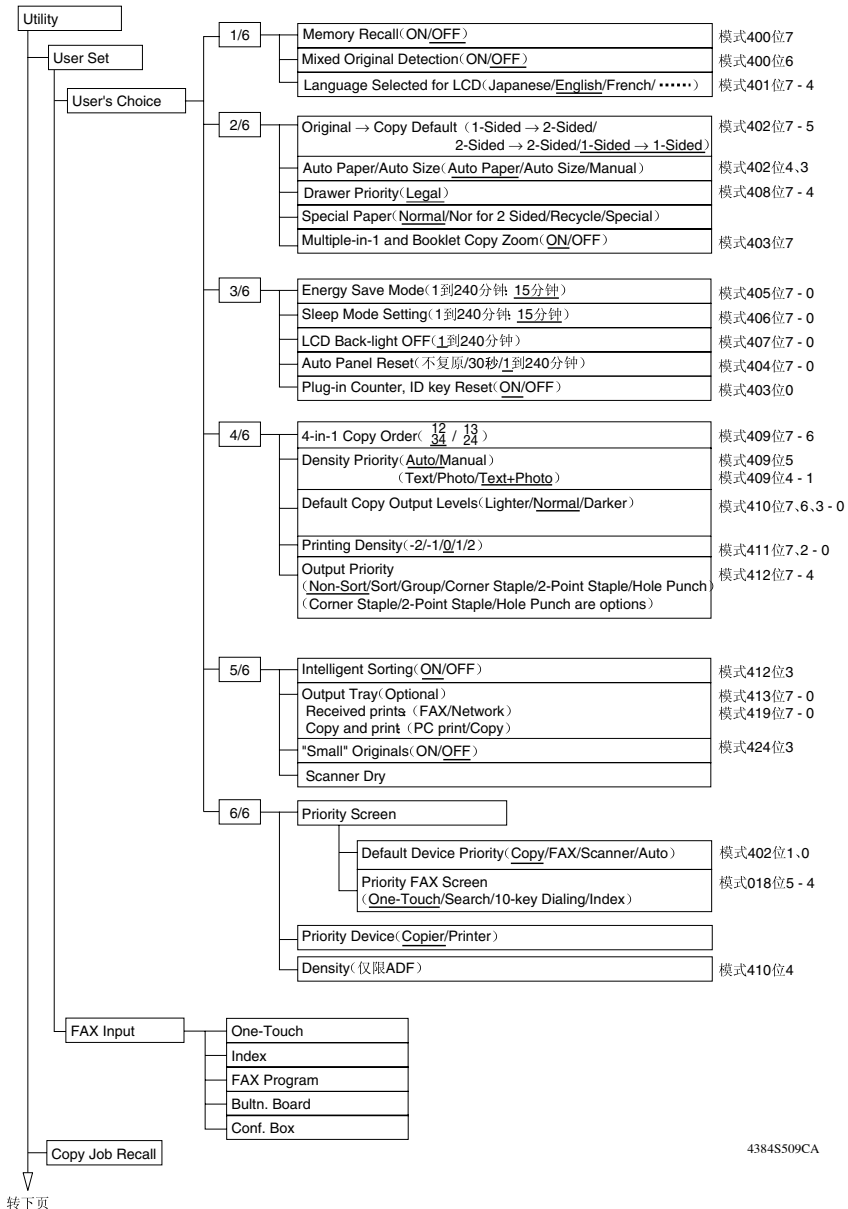 Utility
User Set
User's Choice
1/6
Memory Recall(ON/OFF) 模式400位7
Mixed Original Detection(ON/OFF) 模式400位6
Language Selected for LCD(Japanese/English/French/ ……) 模式401位7 - 4
2/6
Original → Copy Default (1-Sided → 2-Sided/ 模式402位7 - 5
2-Sided → 2-Sided/1-Sided → 1-Sided)
Auto Paper/Auto Size(Auto Paper/Auto Size/Manual) 模式402位4、3
Drawer Priority(Legal) 模式408位7 - 4
Special Paper(Normal/Nor for 2 Sided/Recycle/Special)
Multiple-in-1 and Booklet Copy Zoom(ON/OFF) 模式403位7
3/6
Energy Save Mode(1到240分钟: 15分钟) 模式405位7 - 0
Sleep Mode Setting(1到240分钟: 15分钟) 模式406位7 - 0
LCD Back-light OFF(1到240分钟) 模式407位7 - 0
Auto Panel Reset(不复原/30秒/1到240分钟) 模式404位7 - 0
Plug-in Counter, ID key Reset(ON/OFF) 模式403位0
4/6
4-in-1 Copy Order( 12 34 / 13 24 ) 模式409位7 - 6
Density Priority(Auto/Manual) 模式409位5
(Text/Photo/Text+Photo) 模式409位4 - 1
Default Copy Output Levels(Lighter/Normal/Darker) 模式410位7、6、3 - 0
Printing Density(-2/-1/0/1/2) 模式411位7、2 - 0
Output Priority 模式412位7 - 4
(Non-Sort/Sort/Group/Corner Staple/2-Point Staple/Hole Punch)
(Corner Staple/2-Point Staple/Hole Punch are options)
5/6
Intelligent Sorting(ON/OFF) 模式412位3
Output Tray(Optional) 模式413位7 - 0
Received prints: (FAX/Network) 模式419位7 - 0
Copy and print: (PC print/Copy)
"Small" Originals(ON/OFF) 模式424位3
Scanner Dry
6/6
Priority Screen
Default Device Priority(Copy/FAX/Scanner/Auto) 模式402位1、0
Priority FAX Screen 模式018位5 - 4
(One-Touch/Search/10-key Dialing/Index)
Priority Device(Copier/Printer)
Density(仅限ADF) 模式410位4
FAX Input
One-Touch
Index
FAX Program
Bultn. Board
Conf. Box
Copy Job Recall
4384S509CA
转下页